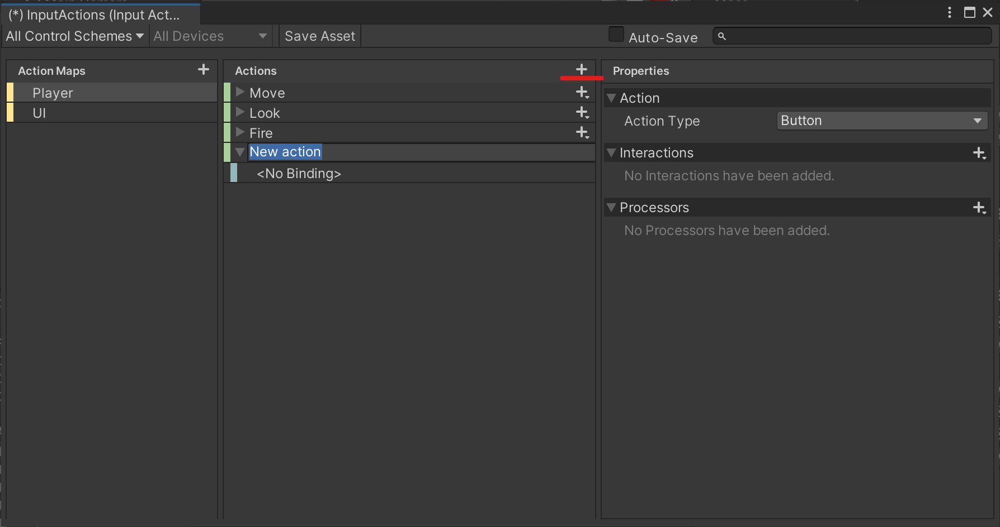 (*) InputActions (Input Act...
All Control Schemes All Devices Save Asset Auto-Save
Action Maps
Player
UI
Actions
Move
Look
Fire
New action
<No Binding>
Properties
Action
Action Type Button
Interactions
No Interactions have been added.
Processors
No Processors have been added.